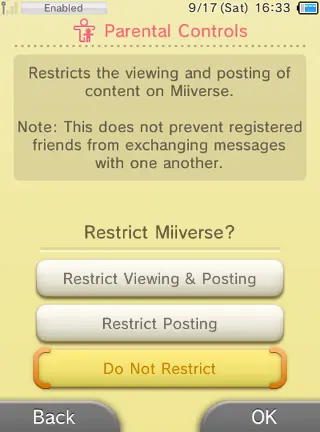 Enabled
9/17 (Sat) 16:33
Parental Controls
Restricts the viewing and posting of
content on Miiverse.
Note: This does not prevent registered
friends from exchanging messages
with one another.
Restrict Miiverse?
Restrict Viewing & Posting
Restrict Posting
Do Not Restrict
Back
OK